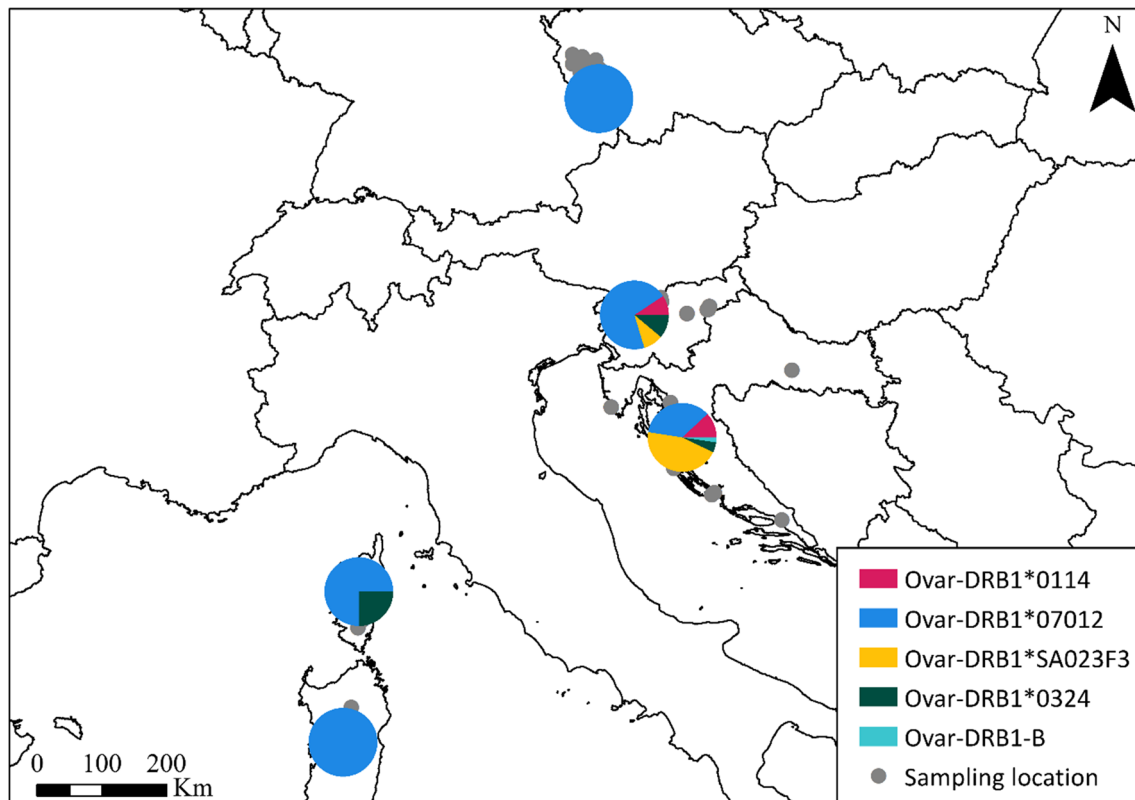 N
Ovar-DRB1*0114
Ovar-DRB1*07012
Ovar-DRB1*SA023F3
Ovar-DRB1*0324
Ovar-DRB1-B
Sampling location
0 100 200
Km